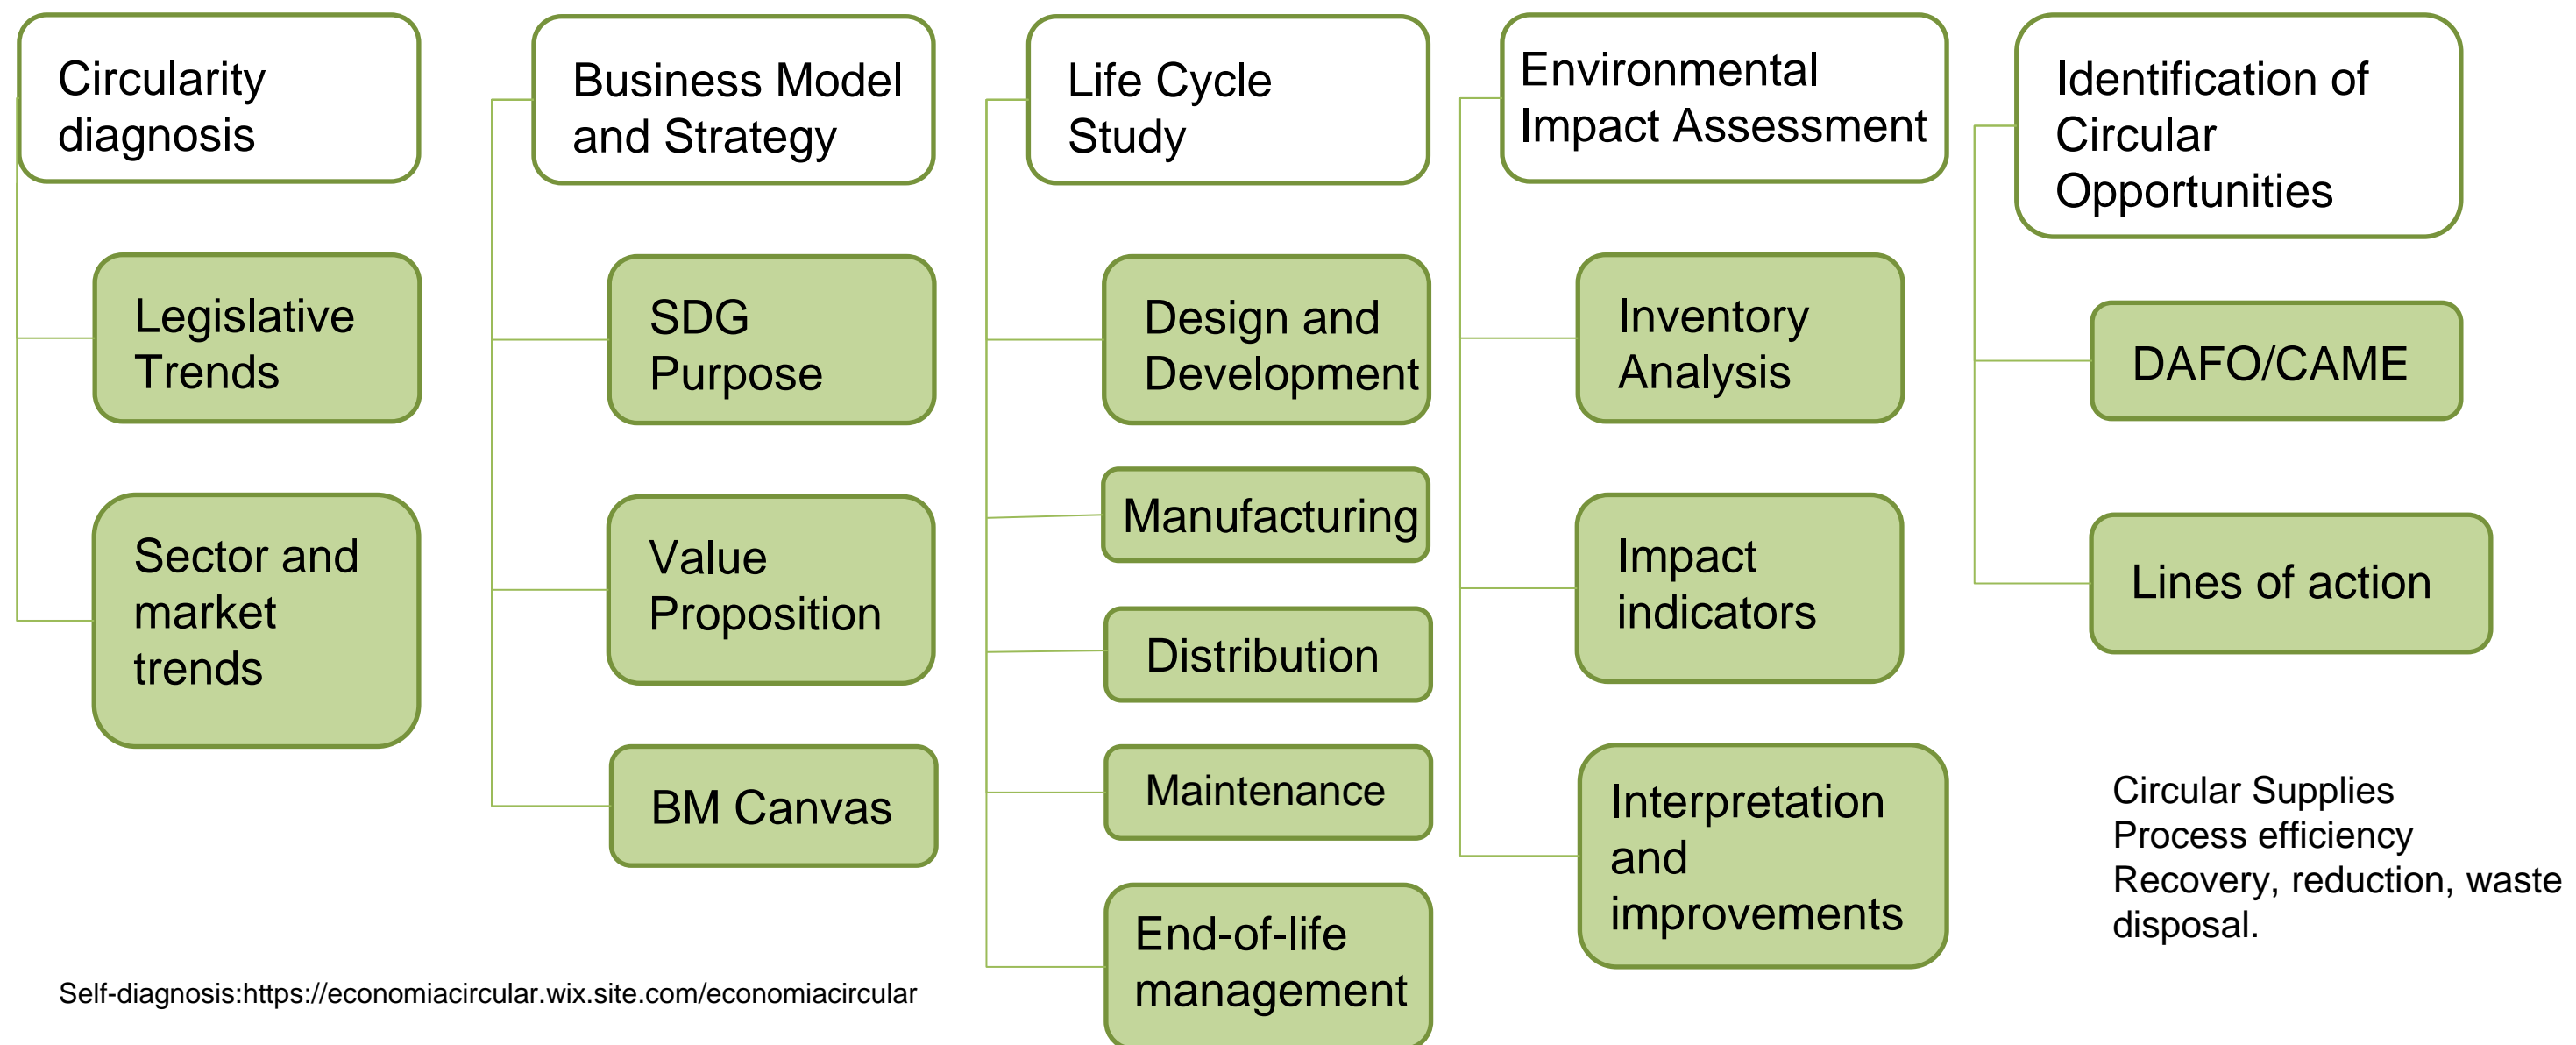 Circularity
diagnosis
Legislative
Trends
Sector and
market
trends
Business Model
and Strategy
SDG
Purpose
Value
Proposition
BM Canvas
Life Cycle
Study
Design and
Development
Manufacturing
Distribution
Maintenance
End-of-life
management
Environmental
Impact Assessment
Inventory
Analysis
Impact
indicators
Interpretation
and
improvements
Identification of
Circular
Opportunities
DAFO/CAME
Lines of action
Circular Supplies
Process efficiency
Recovery, reduction, waste
disposal.
Self-diagnosis:https://economiacircular.wix.site.com/economiacircular